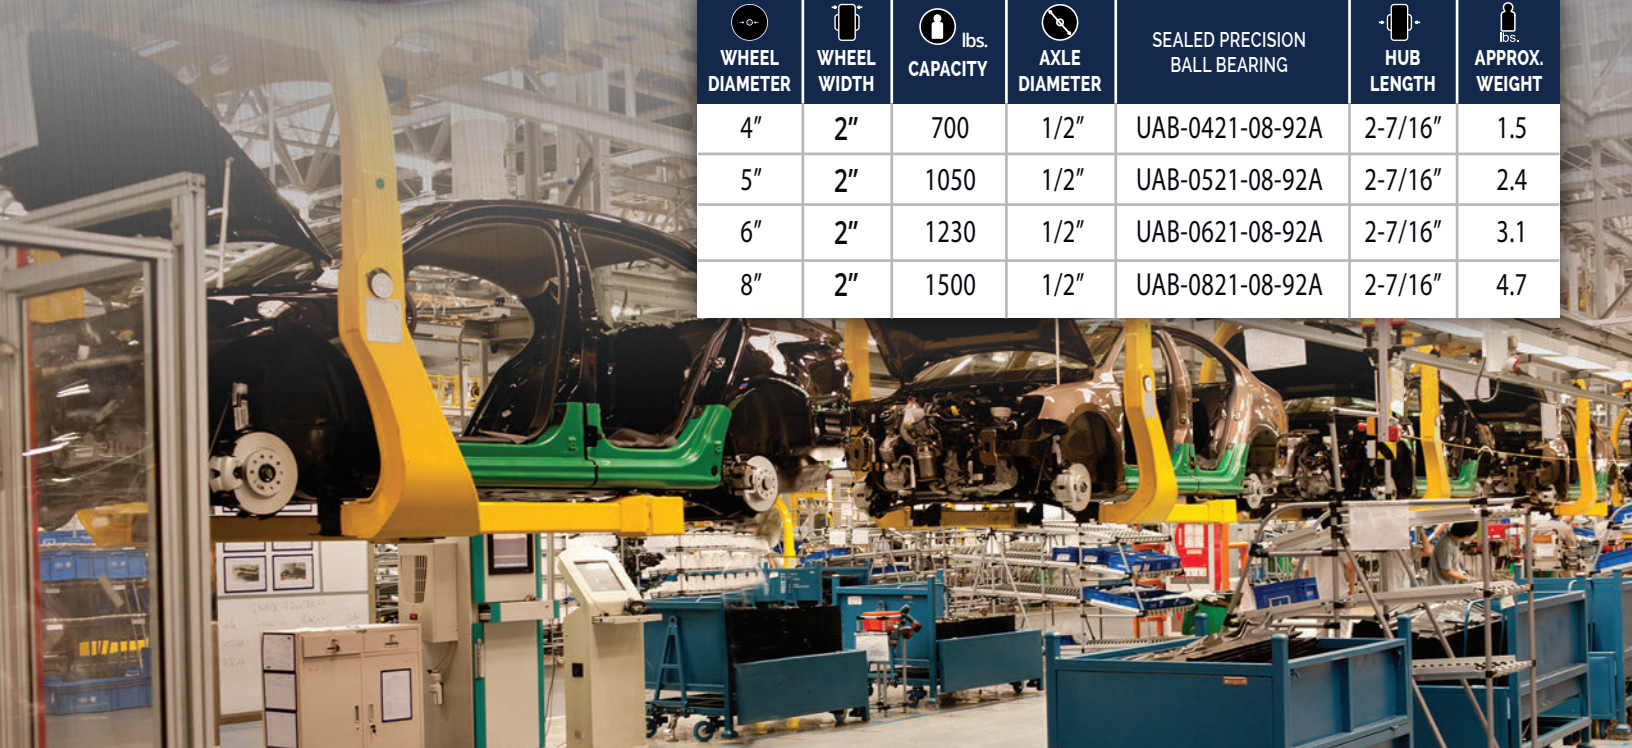 lbs. lbs.
WHEEL DIAMETER WHEEL WIDTH CAPACITY AXLE DIAMETER SEALED PRECISION BALL BEARING HUB LENGTH APPROX. WEIGHT
4” 2” 700 1/2” UAB-0421-08-92A 2-7/16” 1.5
5” 2” 1050 1/2” UAB-0521-08-92A 2-7/16” 2.4
6” 2” 1230 1/2” UAB-0621-08-92A 2-7/16” 3.1
8” 2” 1500 1/2” UAB-0821-08-92A 2-7/16” 4.7